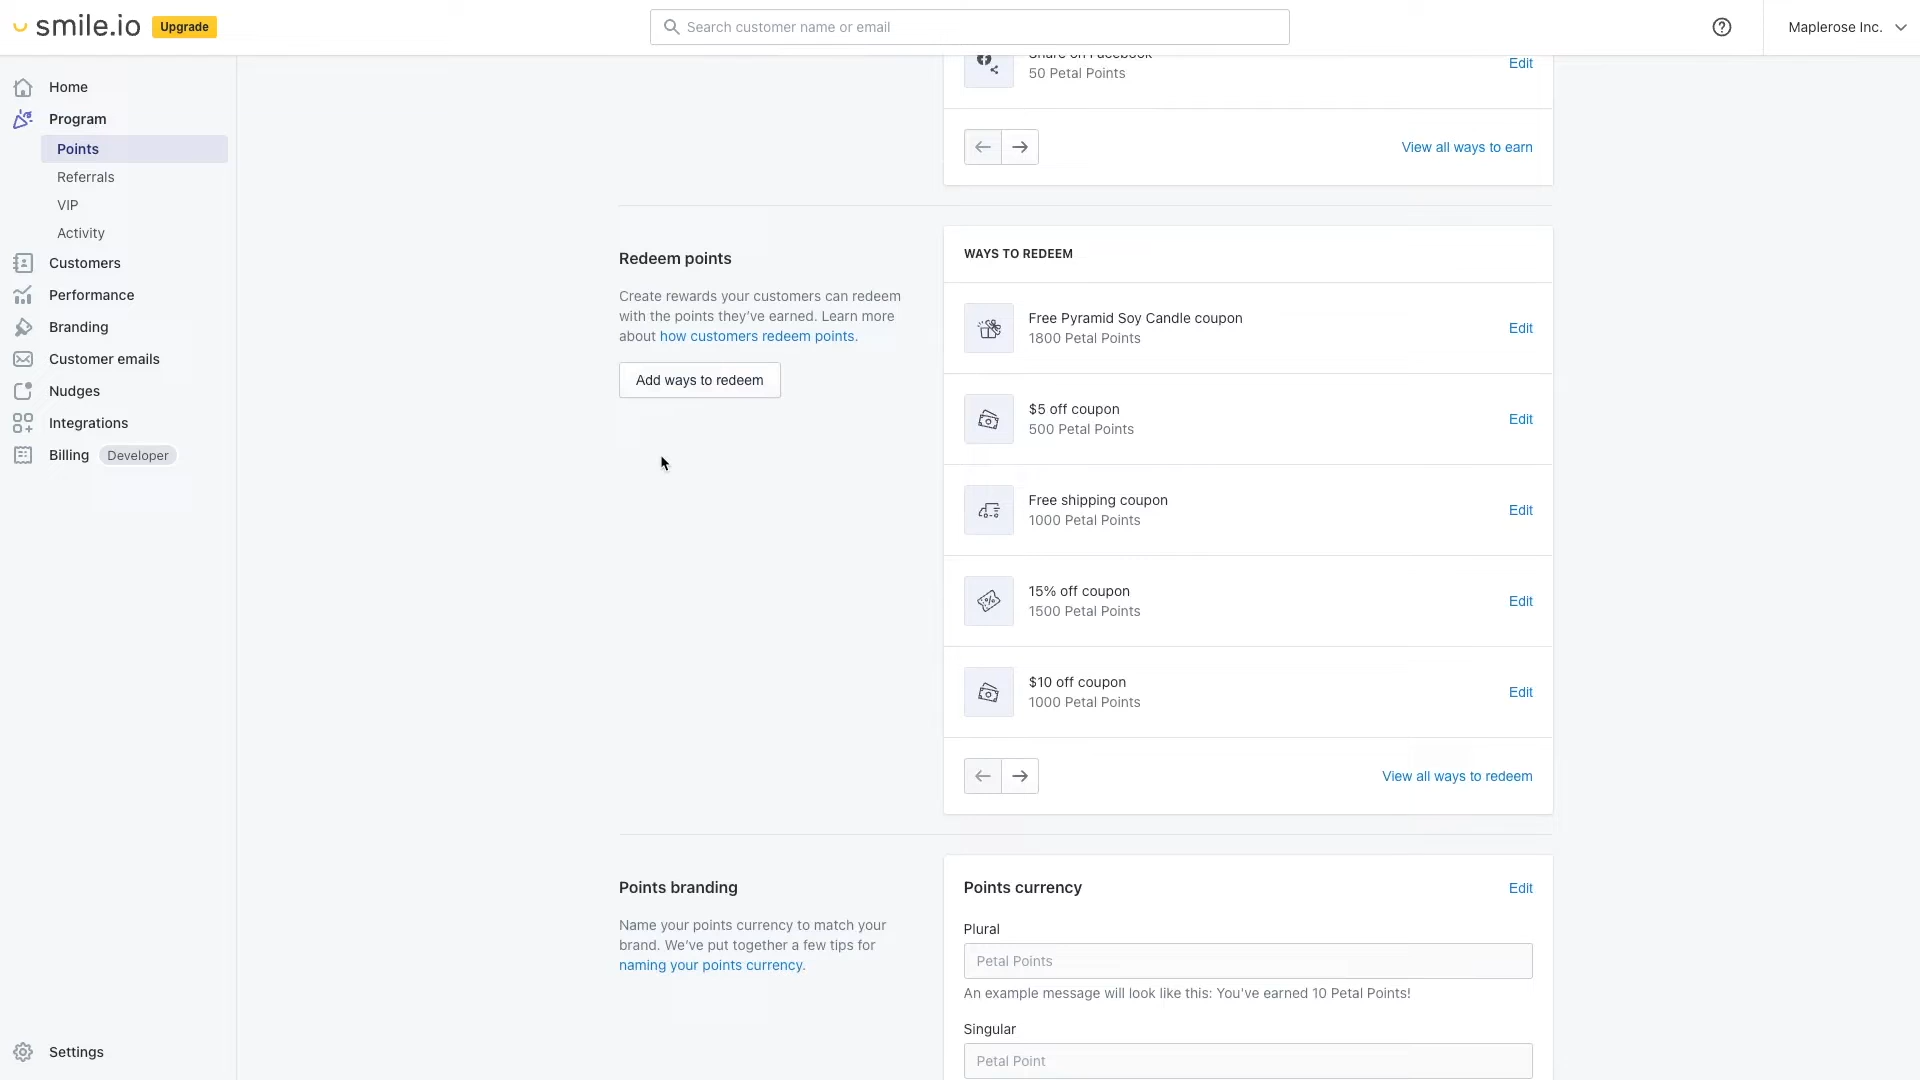 smile.io Upgrade
Search customer name or email
Maplerose Inc.
Home
Program
Points
Referrals
VIP
Activity
Customers
Performance
Branding
Customer emails
Nudges
Integrations
Billing Developer
Settings
Share on Facebook
50 Petal Points
Edit
View all ways to earn
Redeem points
Create rewards your customers can redeem
with the points they’ve earned. Learn more
about how customers redeem points.
Add ways to redeem
WAYS TO REDEEM
Free Pyramid Soy Candle coupon
1800 Petal Points
Edit
$5 off coupon
500 Petal Points
Edit
Free shipping coupon
1000 Petal Points
Edit
15% off coupon
1500 Petal Points
Edit
$10 off coupon
1000 Petal Points
Edit
View all ways to redeem
Points branding
Name your points currency to match your
brand. We’ve put together a few tips for
naming your points currency.
Points currency
Edit
Plural
Petal Points
An example message will look like this: You've earned 10 Petal Points!
Singular
Petal Point